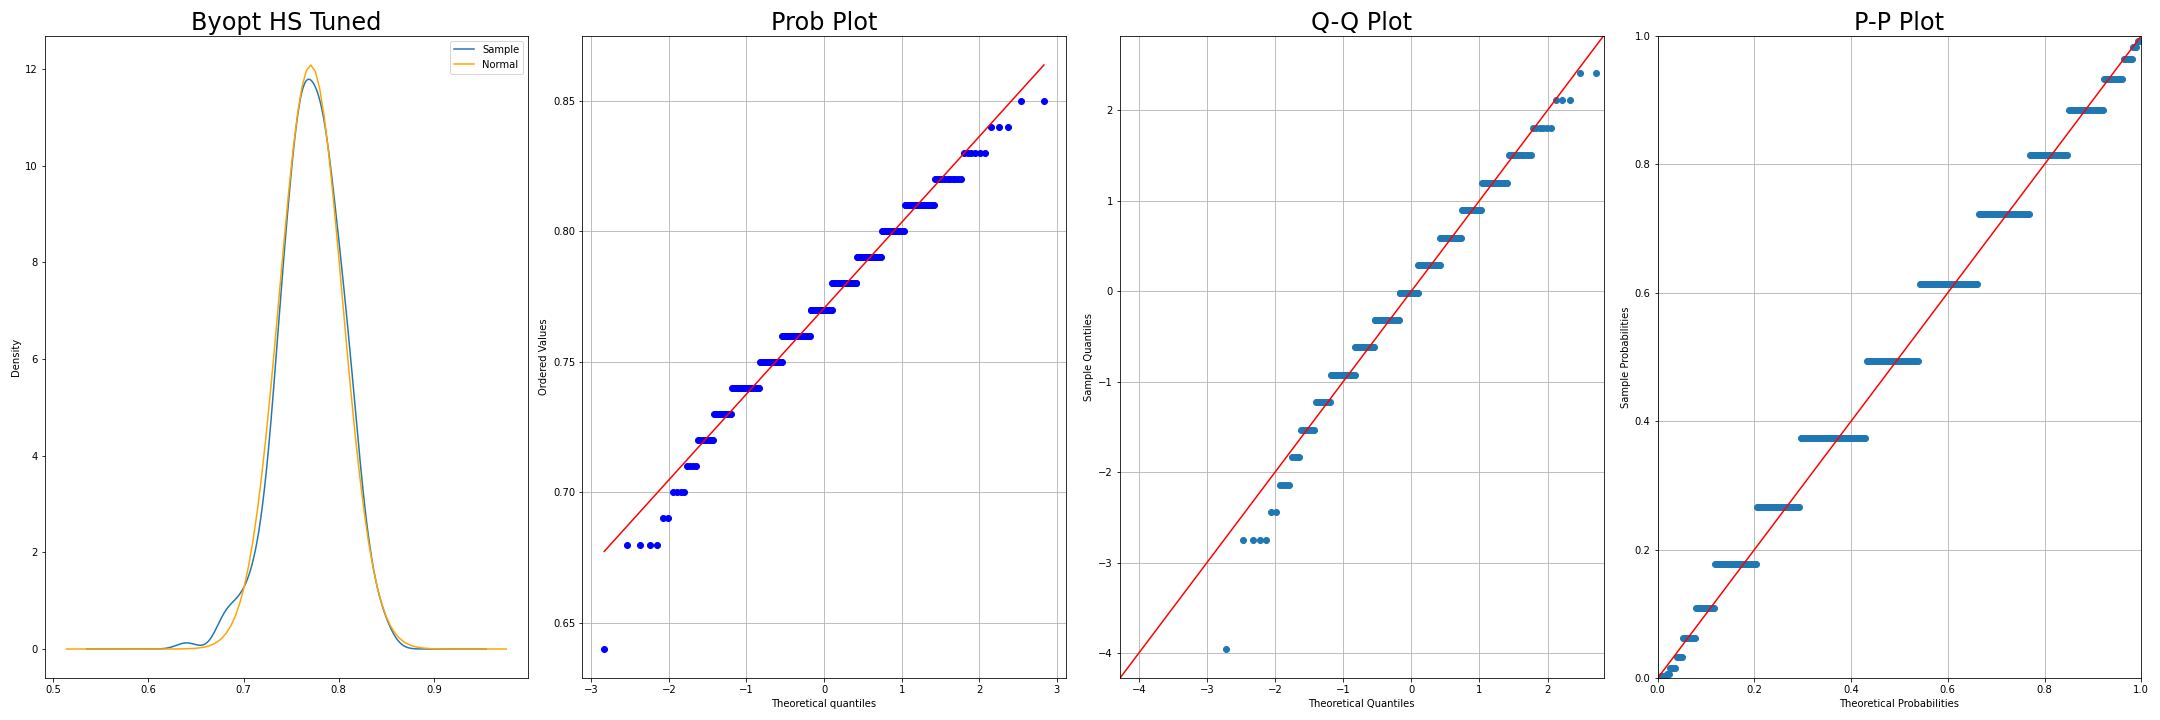 Byopt HS Tuned
Sample
Normal
12
10
8
6
4
2
0
Density
0.5 0.6 0.7 0.8 0.9
Prob Plot
0.85
0.80
0.75
0.70
0.65
Ordered Values
−3 −2 −1 0 1 2 3
Theoretical quantiles
Q-Q Plot
2
1
0
−1
−2
−3
−4
Sample Quantiles
−4 −3 −2 −1 0 1 2
Theoretical Quantiles
P-P Plot
1.0
0.8
0.6
0.4
0.2
0.0
Sample Probabilities
0.0 0.2 0.4 0.6 0.8 1.0
Theoretical Probabilities